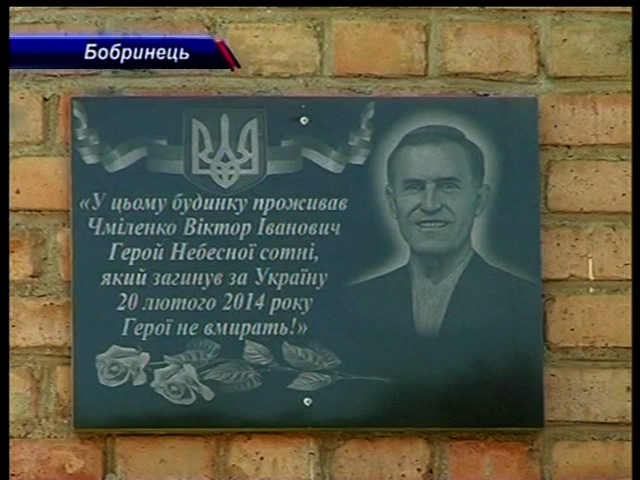 Бобринець
«У цьому будинку проживав
Чміленко Віктор Іванович
Герой Небесної сотні,
який загинув за Україну
20 лютого 2014 року
Герої не вмирать!»